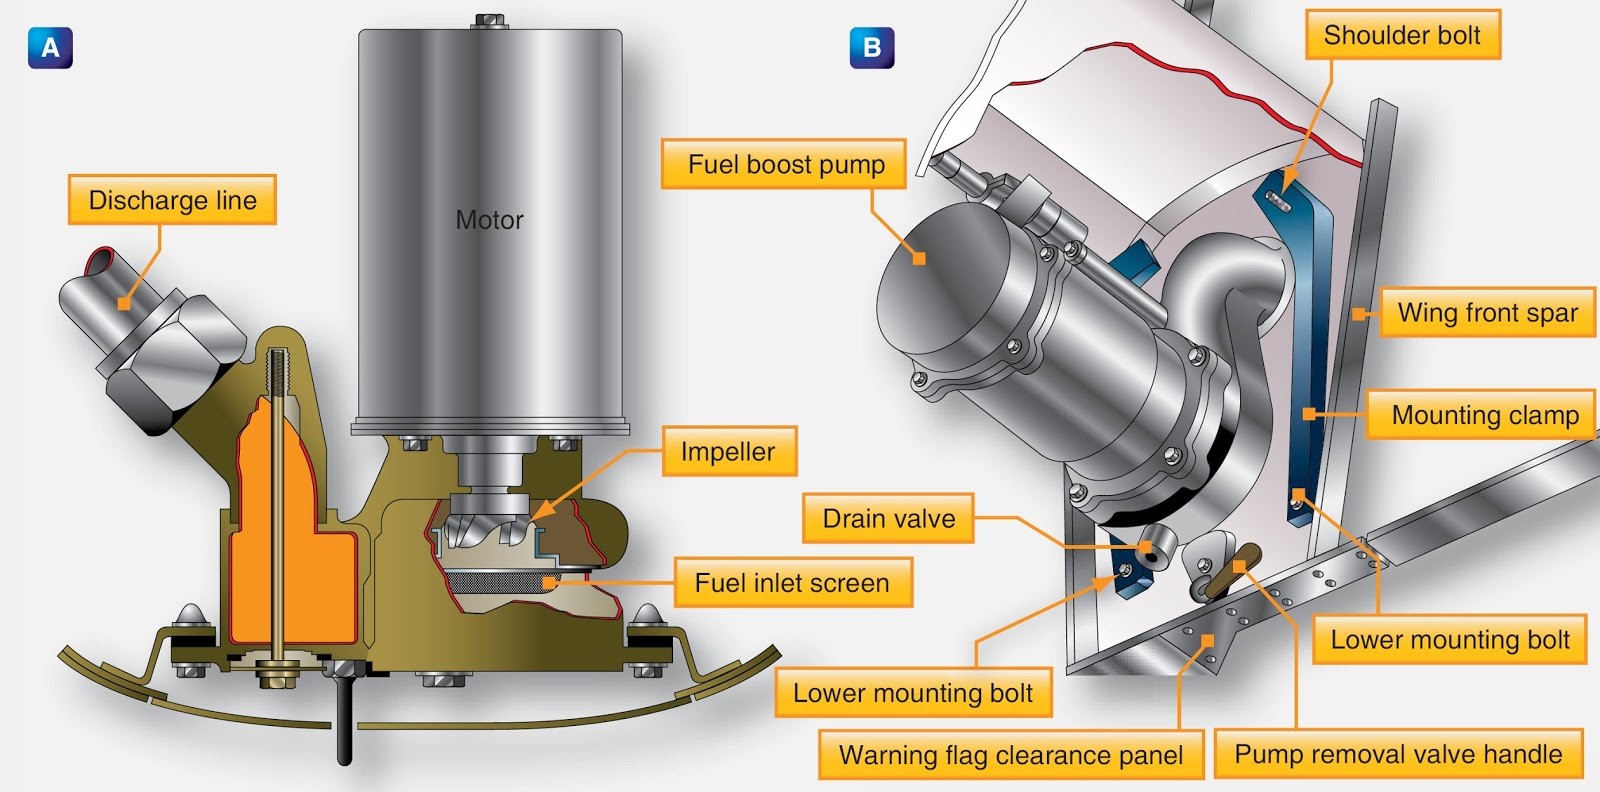 A
Discharge line
Motor
Impeller
Fuel inlet screen
B
Shoulder bolt
Fuel boost pump
Wing front spar
Mounting clamp
Drain valve
Lower mounting bolt
Lower mounting bolt
Warning flag clearance panel
Pump removal valve handle